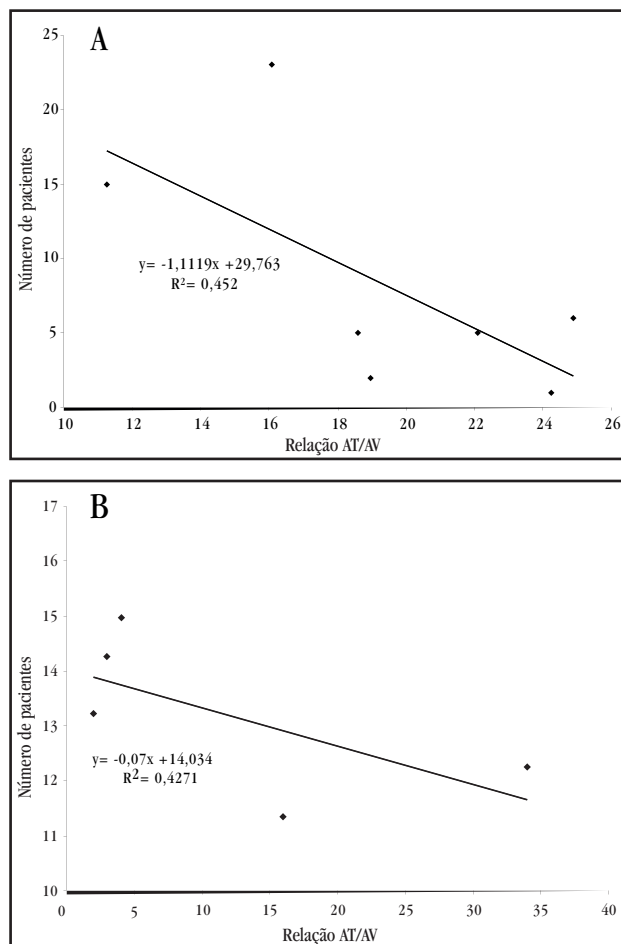 A
25
20
15
10
5
0
Número de pacientes
y= -1,1119x +29,763
R²= 0,452
10 12 14 16 18 20 22 24 26
Relação AT/AV
B
17
16
15
14
13
12
11
10
Número de pacientes
y= -0,07x +14,034
R²= 0,4271
0 5 10 15 20 25 30 35 40
Relação AT/AV